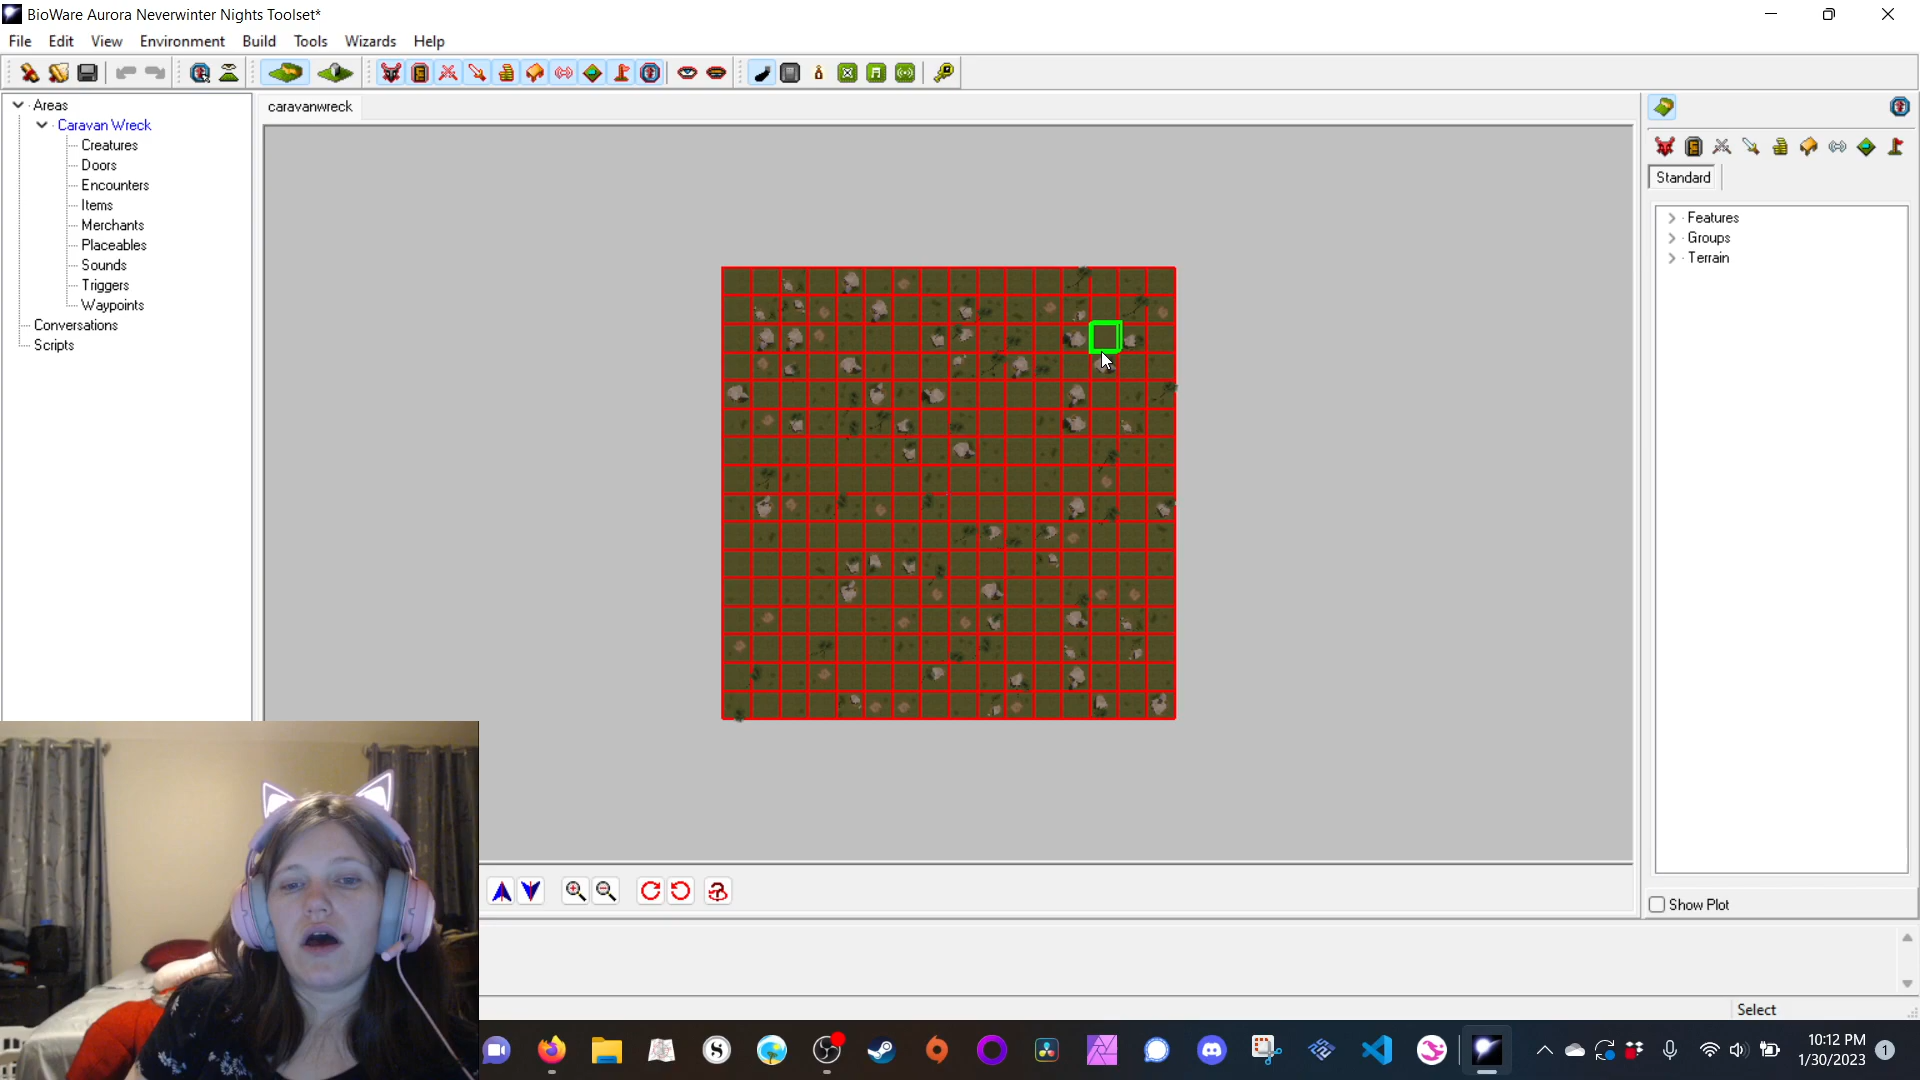 BioWare Aurora Neverwinter Nights Toolset*
File Edit View Environment Build Tools Wizards Help
Areas
Caravan Wreck
Creatures
Doors
Encounters
Items
Merchants
Placeables
Sounds
Triggers
Waypoints
Conversations
Scripts
caravanwreck
Standard
Features
Groups
Terrain
Show Plot
Select
10:12 PM
1/30/2023
1